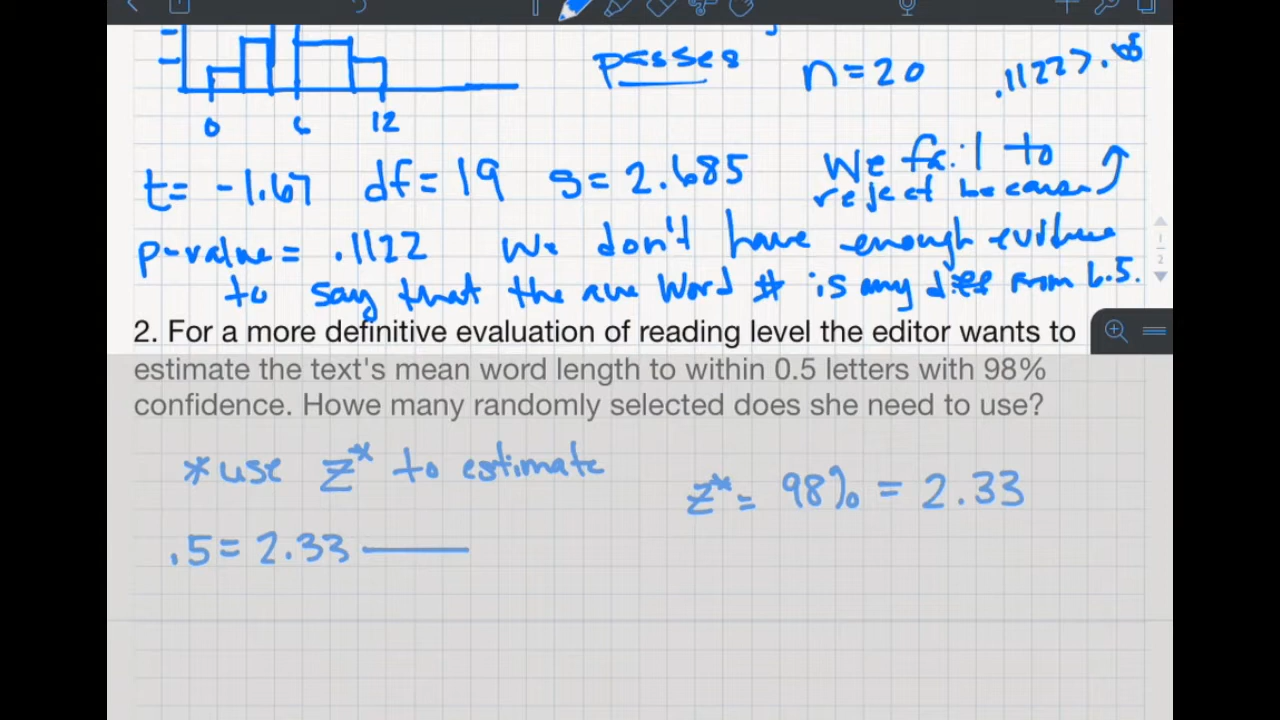 passes n=20 .1122>.05
0 6 12
t= -1.67 df=19 s=2.685 We fail to
reject because
p-value= .1122 We don't have enough evidence
to say that the ave word # is any diff from 6.5.
2. For a more definitive evaluation of reading level the editor wants to
estimate the text's mean word length to within 0.5 letters with 98%
confidence. Howe many randomly selected does she need to use?
*use z* to estimate
z*= 98% = 2.33
.5= 2.33
1
2